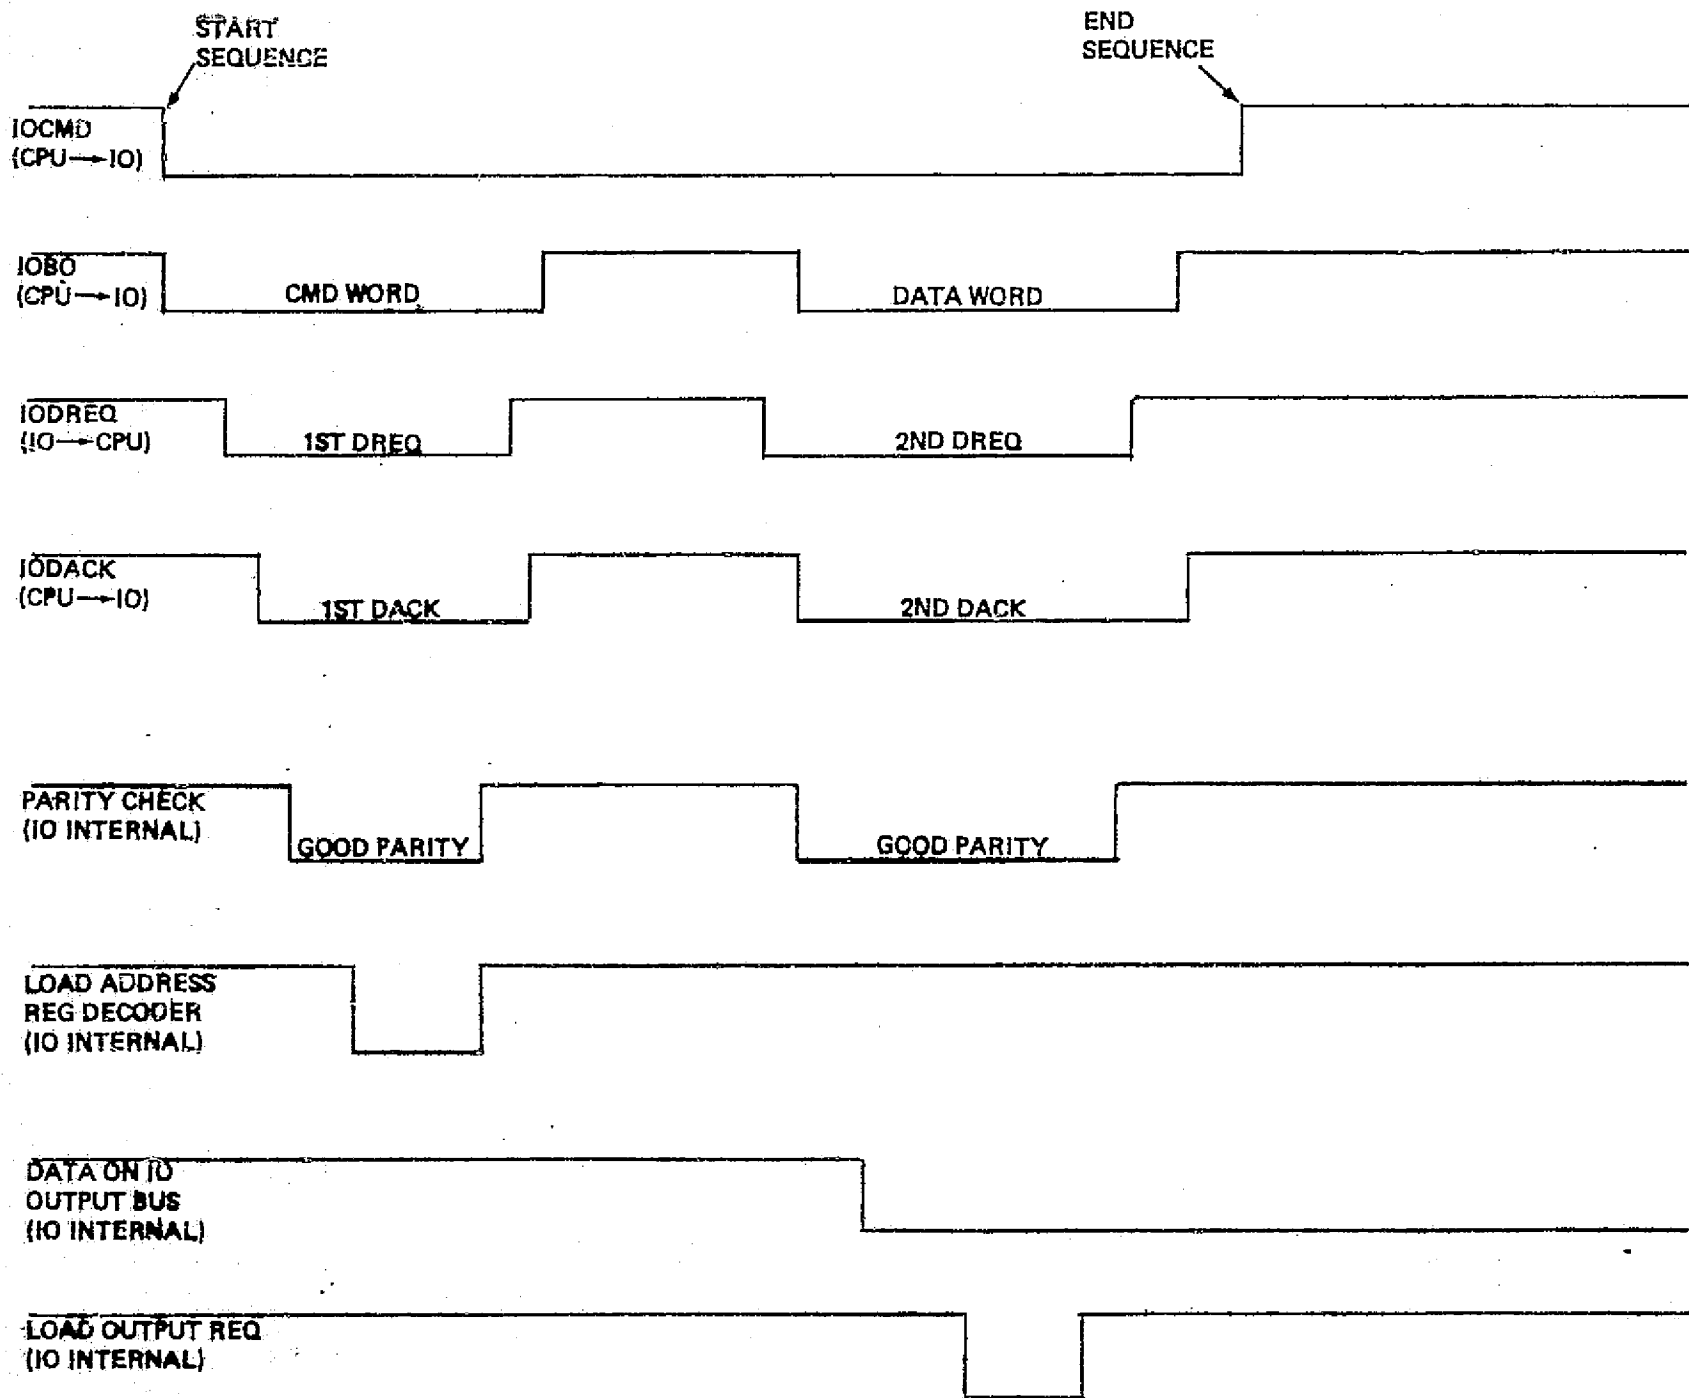 START
SEQUENCE
END
SEQUENCE
IOCMD
(CPU→IO)
IOBO
(CPU→IO)
CMD WORD
DATA WORD
IODREQ
(IO→CPU)
1ST DREQ
2ND DREQ
IODACK
(CPU→IO)
1ST DACK
2ND DACK
PARITY CHECK
(IO INTERNAL)
GOOD PARITY
GOOD PARITY
LOAD ADDRESS
REG DECODER
(IO INTERNAL)
DATA ON IO
OUTPUT BUS
(IO INTERNAL)
LOAD OUTPUT REQ
(IO INTERNAL)